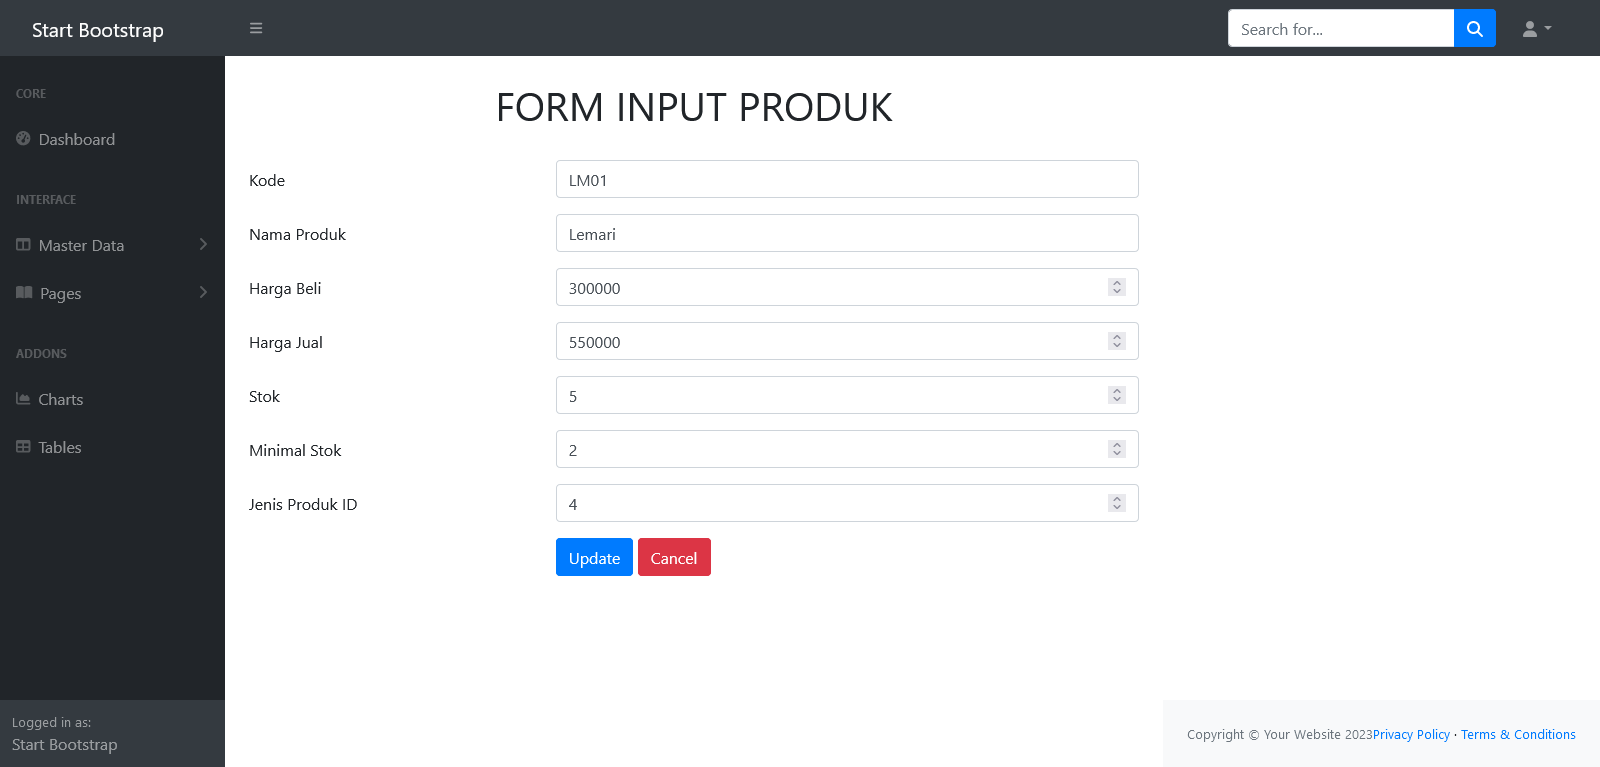 Start Bootstrap
Search for...
CORE
Dashboard
INTERFACE
Master Data
Pages
ADDONS
Charts
Tables
Logged in as:
Start Bootstrap
FORM INPUT PRODUK
Kode LM01
Nama Produk Lemari
Harga Beli 300000
Harga Jual 550000
Stok 5
Minimal Stok 2
Jenis Produk ID 4
Update Cancel
Copyright © Your Website 2023Privacy Policy · Terms & Conditions